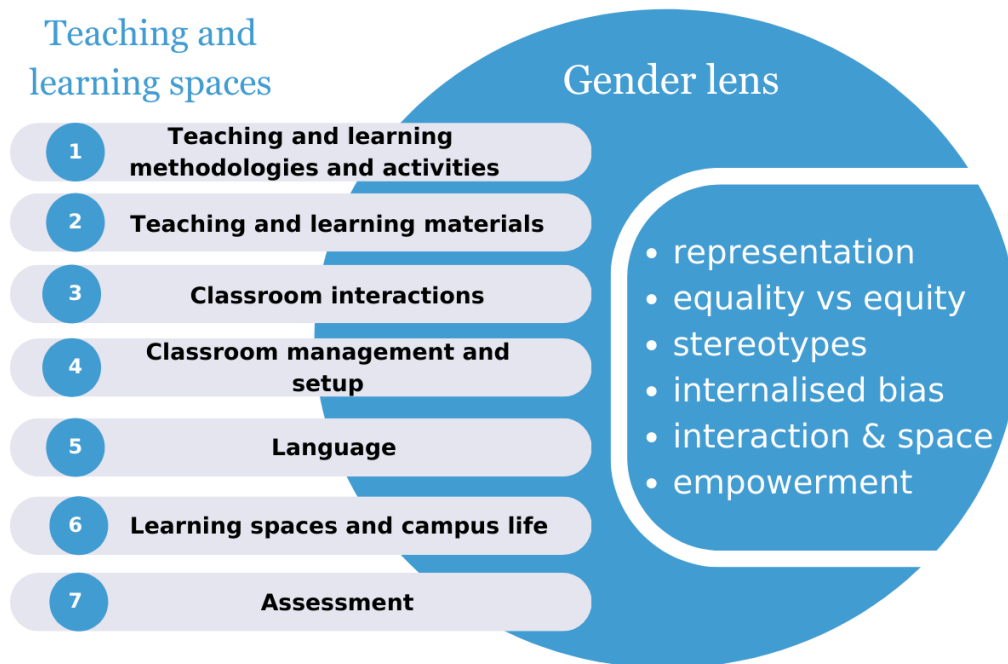 Teaching and
learning spaces
Gender lens
1
Teaching and learning
methodologies and activities
2
Teaching and learning materials
3
Classroom interactions
4
Classroom management and
setup
5
Language
6
Learning spaces and campus life
7
Assessment
• representation
• equality vs equity
• stereotypes
• internalised bias
• interaction & space
• empowerment